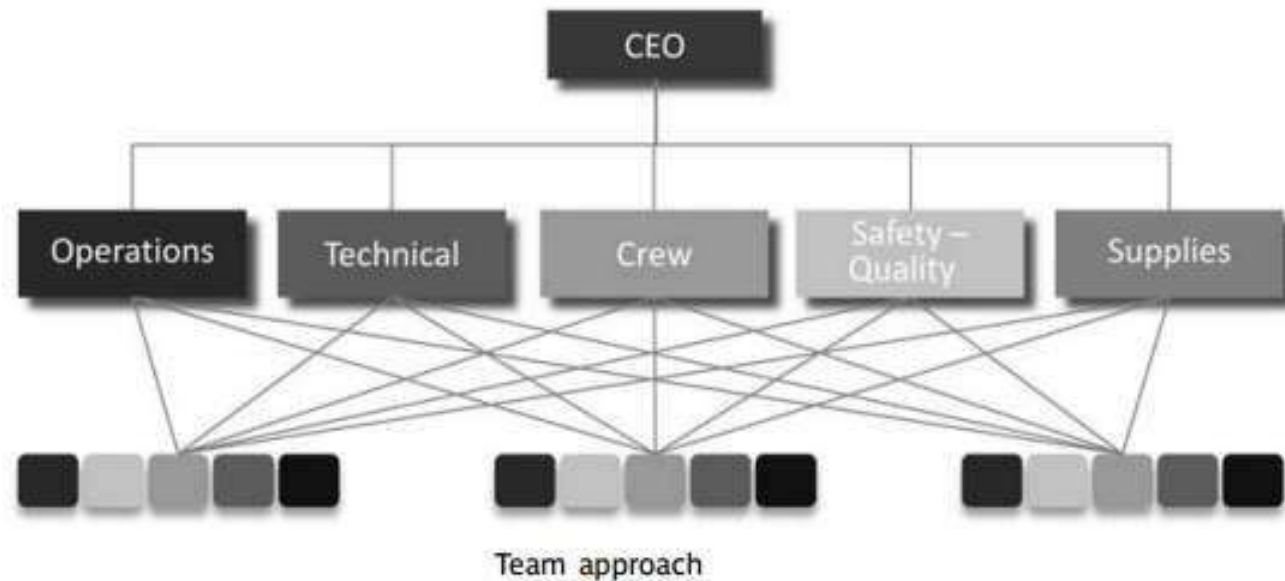 CEO
Operations
Technical
Crew
Safety –
Quality
Supplies
Team approach